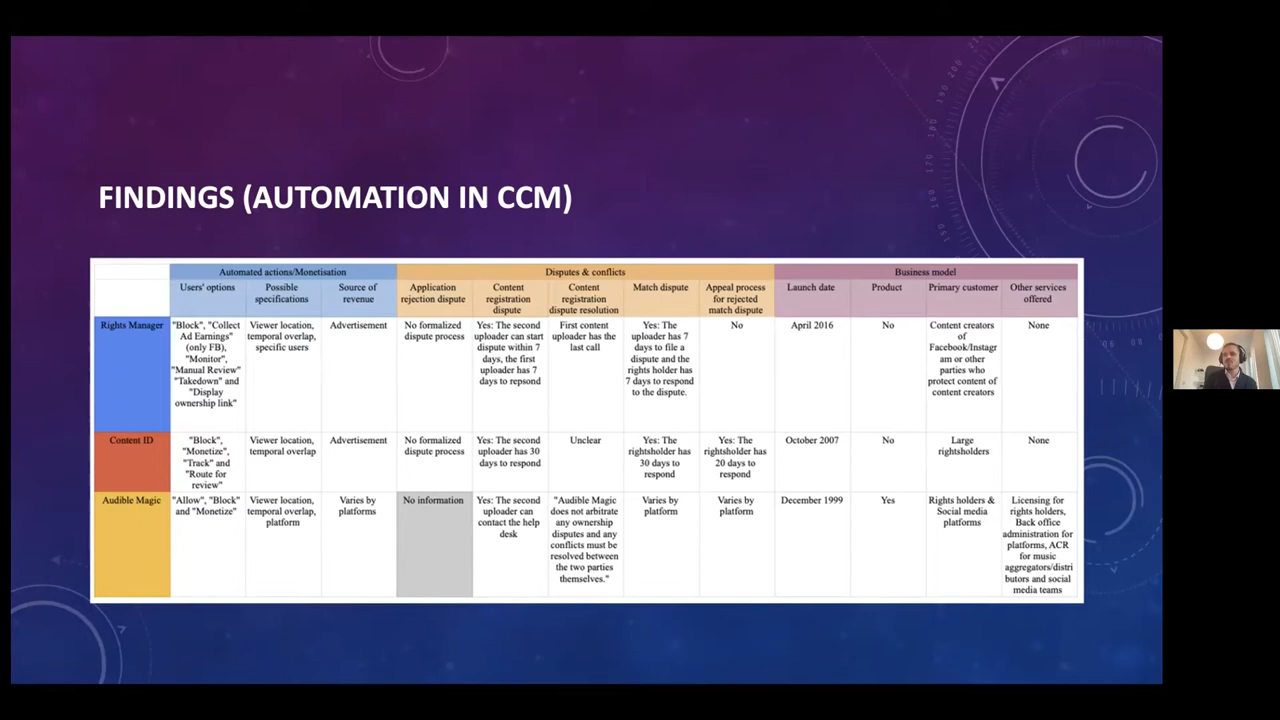 FINDINGS (AUTOMATION IN CCM)
Automated actions/Monetisation
Disputes & conflicts
Business model
Users' options
Possible
specifications
Source of
revenue
Application
rejection dispute
Content
registration
dispute
Content
registration
dispute resolution
Match dispute
Appeal process
for rejected
match dispute
Launch date
Product
Primary customer
Other services
offered
Rights Manager
"Block", "Collect
Ad Earnings"
(only FB),
"Monitor",
"Manual Review"
"Takedown" and
"Display
ownership link"
Viewer location,
temporal overlap,
specific users
Advertisement
No formalized
dispute process
Yes: The second
uploader can start
dispute within 7
days, the first
uploader has 7
days to repsond
First content
uploader has the
last call
Yes: The
uploader has 7
days to file a
dispute and the
rights holder has
7 days to respond
to the dispute.
No
April 2016
No
Content creators
of
Facebook/Instagr
am or other
parties who
protect content of
content creators
None
Content ID
"Block",
"Monetize",
"Track" and
"Route for
review"
Viewer location,
temporal overlap
Advertisement
No formalized
dispute process
Yes: The second
uploader has 30
days to respond
Unclear
Yes: The
rightsholder has
30 days to
respond
Yes: The
rightsholder has
20 days to
respond
October 2007
No
Large
rightsholders
None
Audible Magic
"Allow", "Block"
and "Monetize"
Viewer location,
temporal overlap,
platform
Varies by
platforms
No information
Yes: The second
uploader can
contact the help
desk
"Audible Magic
does not arbitrate
any ownership
disputes and any
conflicts must be
resolved between
the two parties
themselves."
Varies by
platform
Varies by
platform
December 1999
Yes
Rights holders &
Social media
platforms
Licensing for
rights holders,
Back office
administration for
platforms, ACR
for music
aggregators/distri
butors and social
media teams